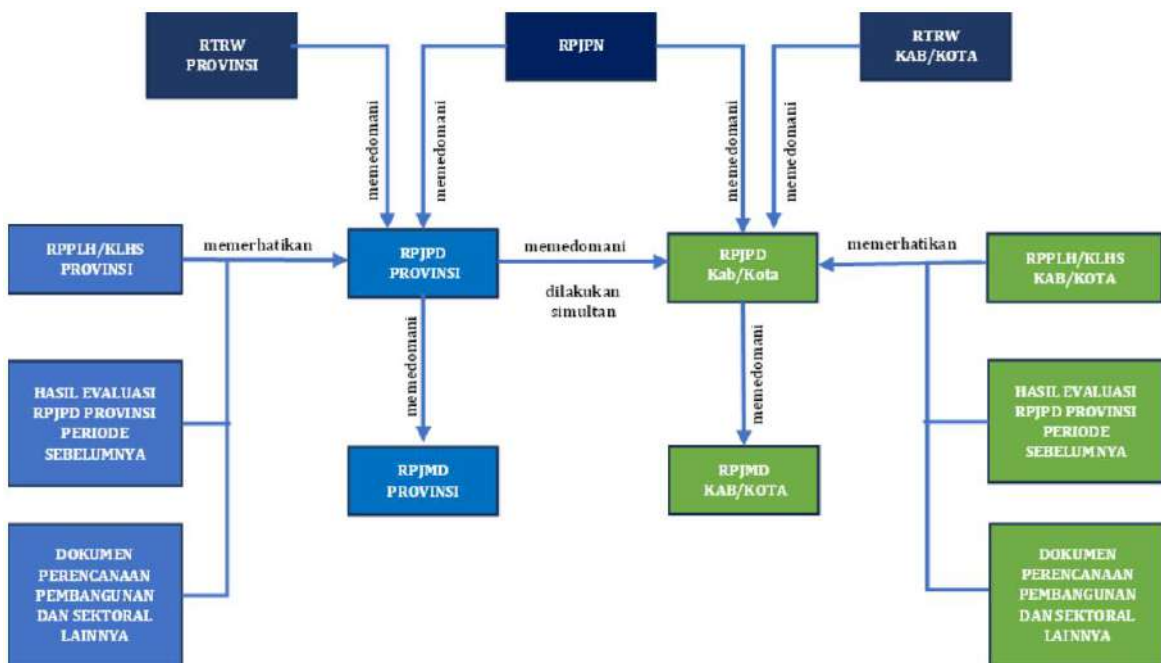 RTRW
PROVINSI
RPJPN
RTRW
KAB/KOTA
memedomani
memedomani
memedomani
memedomani
RPPLH/KLHS
PROVINSI
memerhatikan
RPJPD
PROVINSI
memedomani
dilakukan
simultan
RPJPD
Kab/Kota
memerhatikan
RPPLH/KLHS
KAB/KOTA
memedomani
memedomani
HASIL EVALUASI
RPJPD PROVINSI
PERIODE
SEBELUMNYA
RPJMD
PROVINSI
RPJMD
KAB/KOTA
HASIL EVALUASI
RPJPD PROVINSI
PERIODE
SEBELUMNYA
DOKUMEN
PERENCANAAN
PEMBANGUNAN
DAN SEKTORAL
LAINNYA
DOKUMEN
PERENCANAAN
PEMBANGUNAN
DAN SEKTORAL
LAINNYA